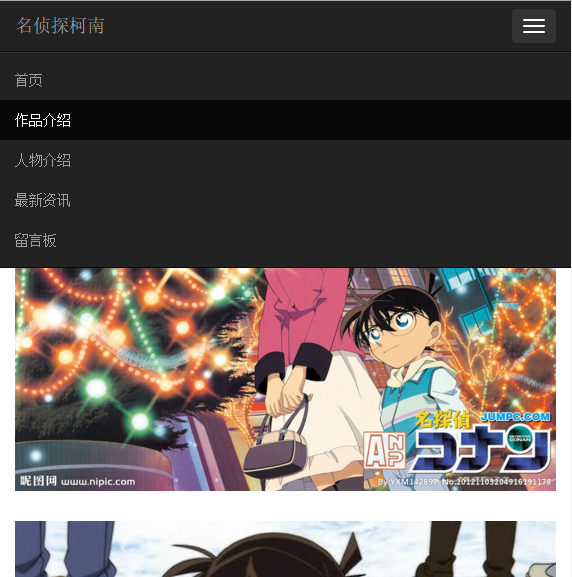 名侦探柯南
首页
作品介绍
人物介绍
最新资讯
留言板
名探偵
JUMPC.COM
ANP
コナン
DETECTIVE CONAN
昵图网 www.nipic.com
By:YXM142897 No.20121103204916191178